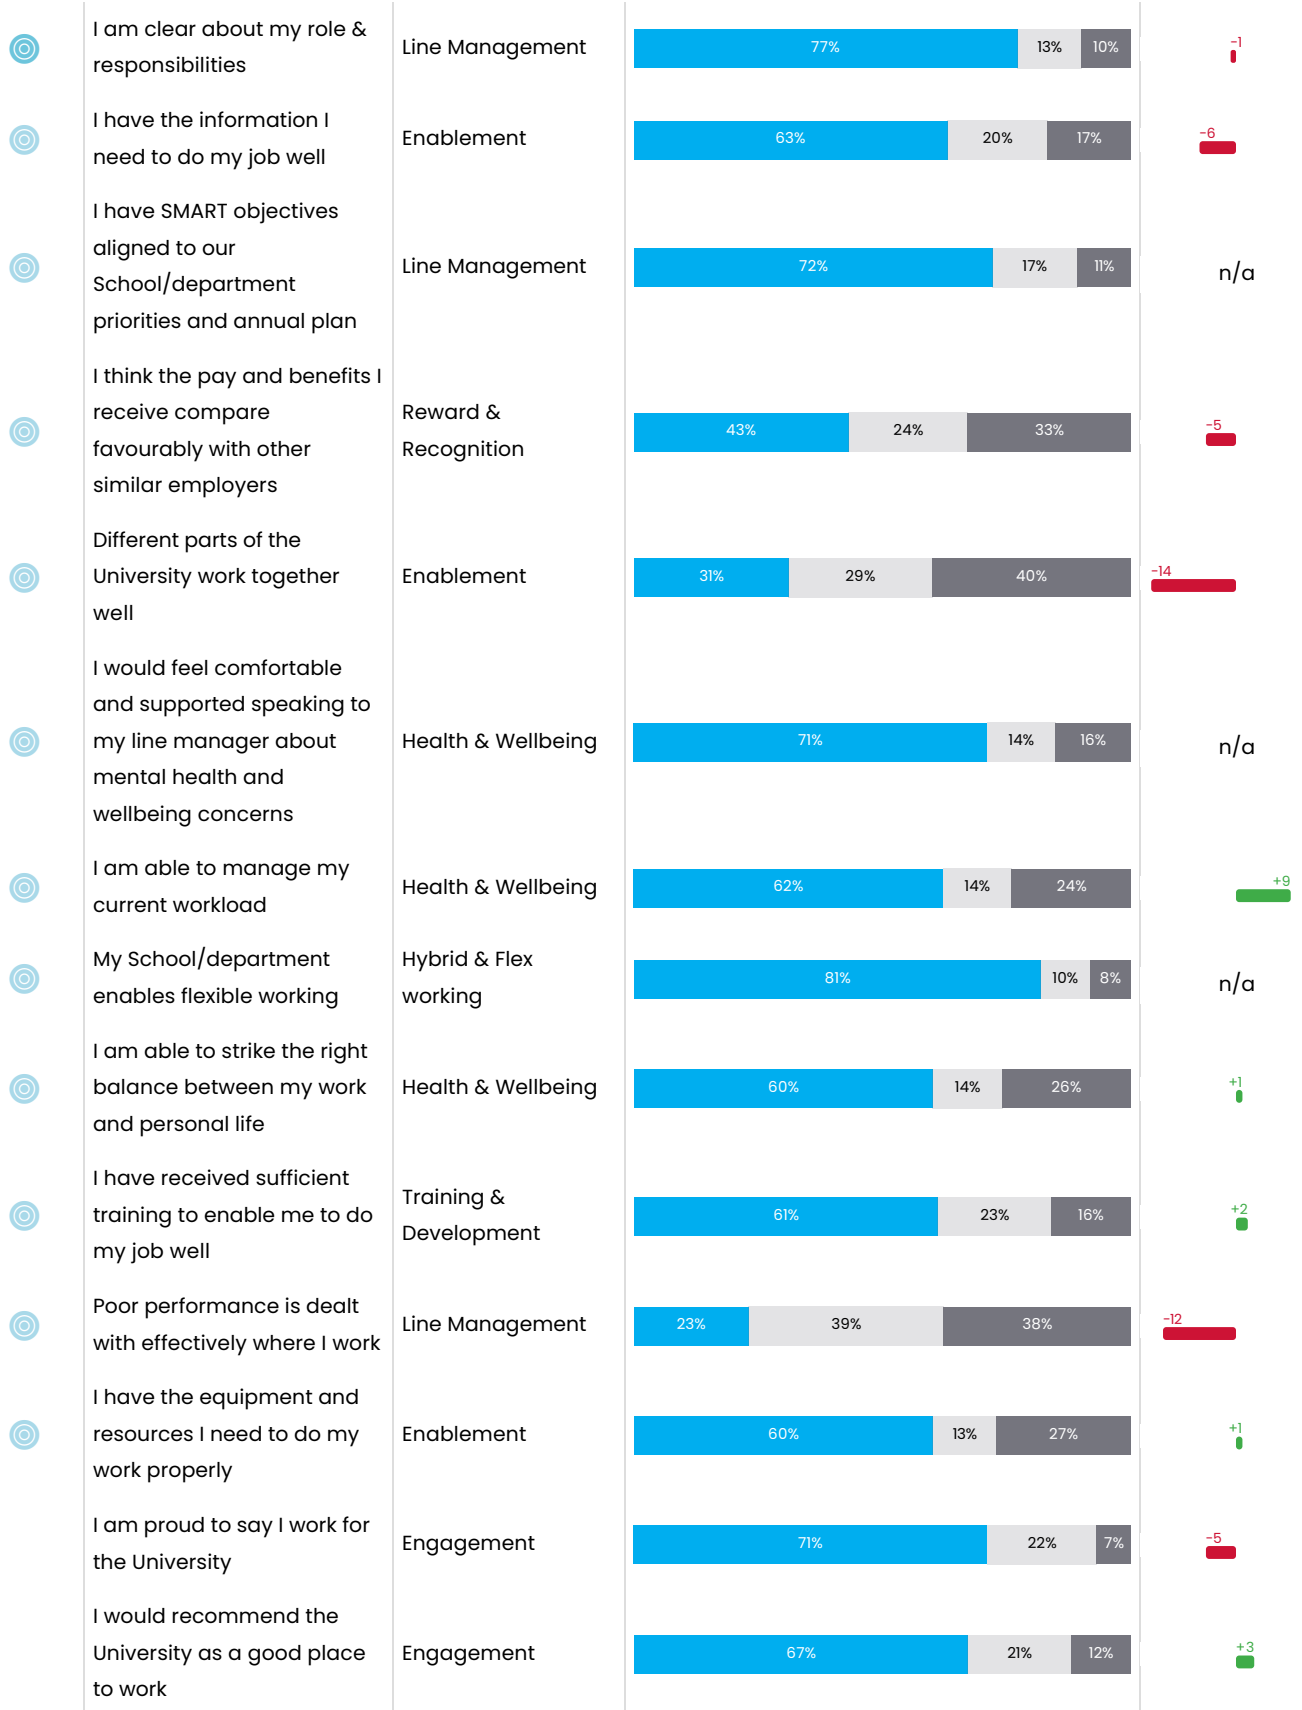 I am clear about my role &
responsibilities
Line Management
77%
13%
10%
-1
I have the information I
need to do my job well
Enablement
63%
20%
17%
-6
I have SMART objectives
aligned to our
School/department
priorities and annual plan
Line Management
72%
17%
11%
n/a
I think the pay and benefits I
receive compare
favourably with other
similar employers
Reward &
Recognition
43%
24%
33%
-5
Different parts of the
University work together
well
Enablement
31%
29%
40%
-14
I would feel comfortable
and supported speaking to
my line manager about
mental health and
wellbeing concerns
Health & Wellbeing
71%
14%
16%
n/a
I am able to manage my
current workload
Health & Wellbeing
62%
14%
24%
+9
My School/department
enables flexible working
Hybrid & Flex
working
81%
10%
8%
n/a
I am able to strike the right
balance between my work
and personal life
Health & Wellbeing
60%
14%
26%
+1
I have received sufficient
training to enable me to do
my job well
Training &
Development
61%
23%
16%
+2
Poor performance is dealt
with effectively where I work
Line Management
23%
39%
38%
-12
I have the equipment and
resources I need to do my
work properly
Enablement
60%
13%
27%
+1
I am proud to say I work for
the University
Engagement
71%
22%
7%
-5
I would recommend the
University as a good place
to work
Engagement
67%
21%
12%
+3